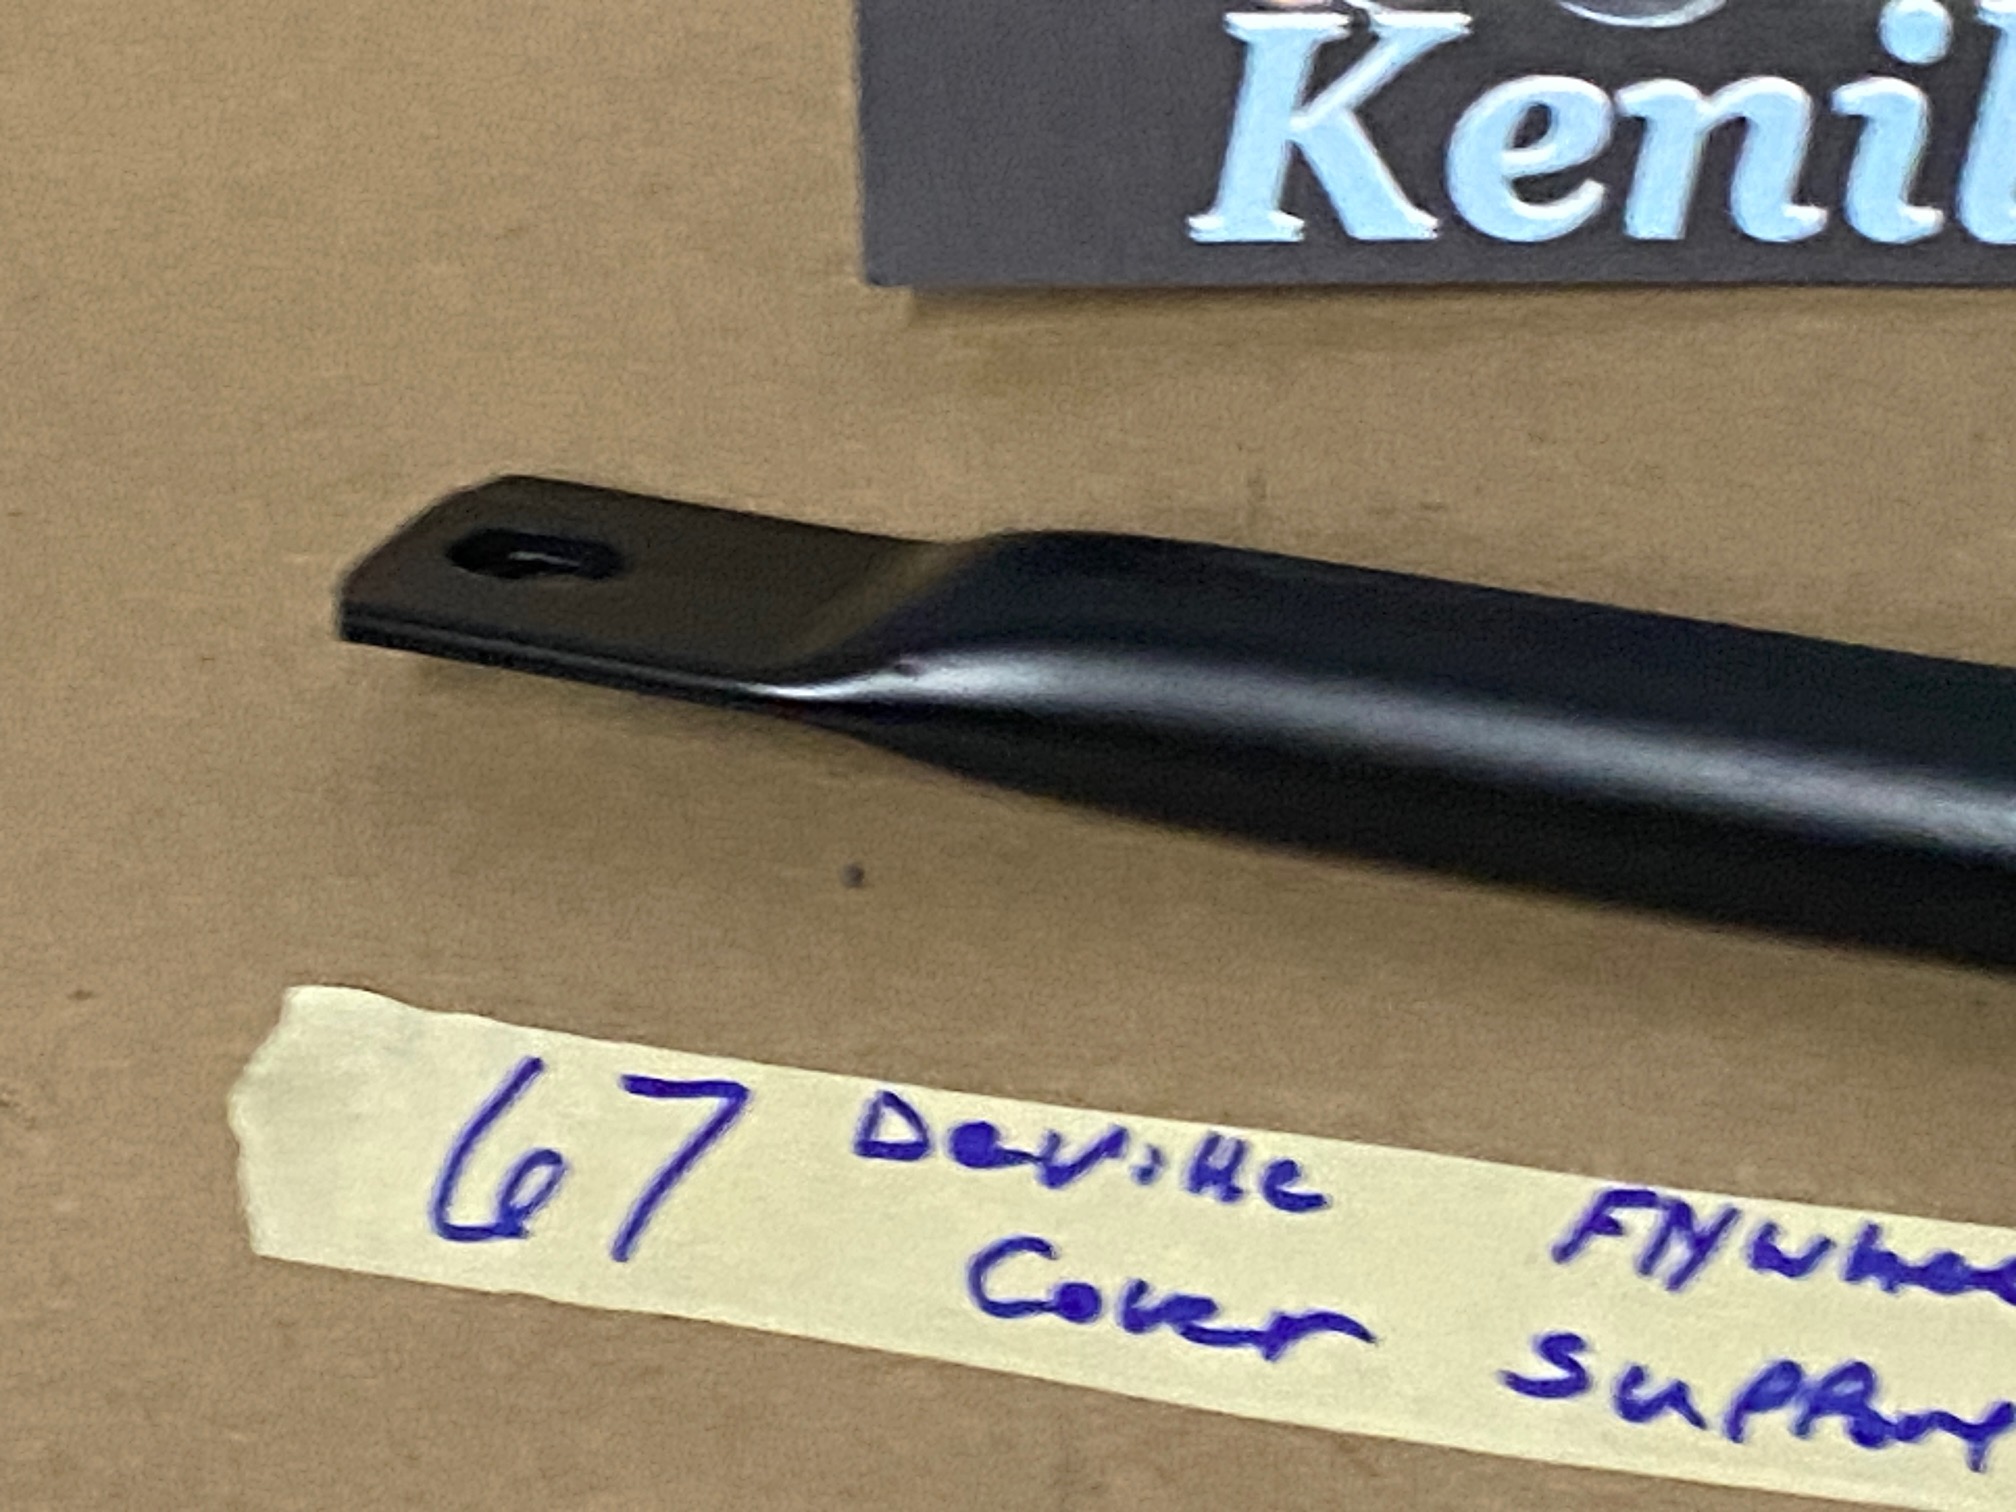 Kenil
67 Deville Flywheel
Cover Support